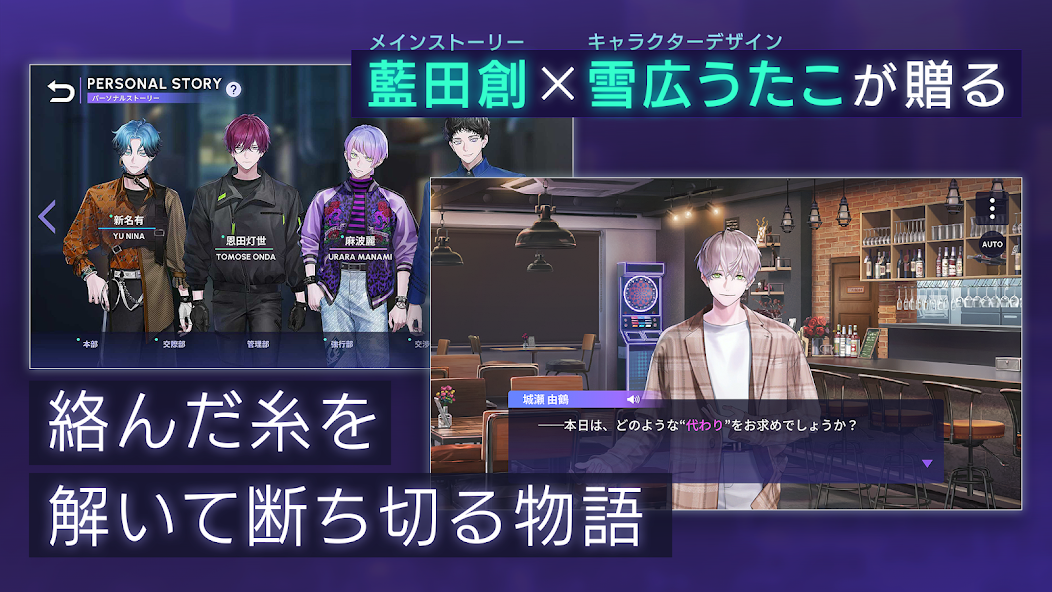 メインストーリー
キャラクターデザイン
藍田創×雪広うたこが贈る
PERSONAL STORY ?
パーソナルストーリー
新名有
YU NINA
恩田灯世
TOMOSE ONDA
麻波麗
URARA MANAMI
本部
交際部
管理部
強行部
交渉
AUTO
城瀬 由鶴
――本日は、どのような“代わり”をお求めでしょうか?
絡んだ糸を
解いて断ち切る物語